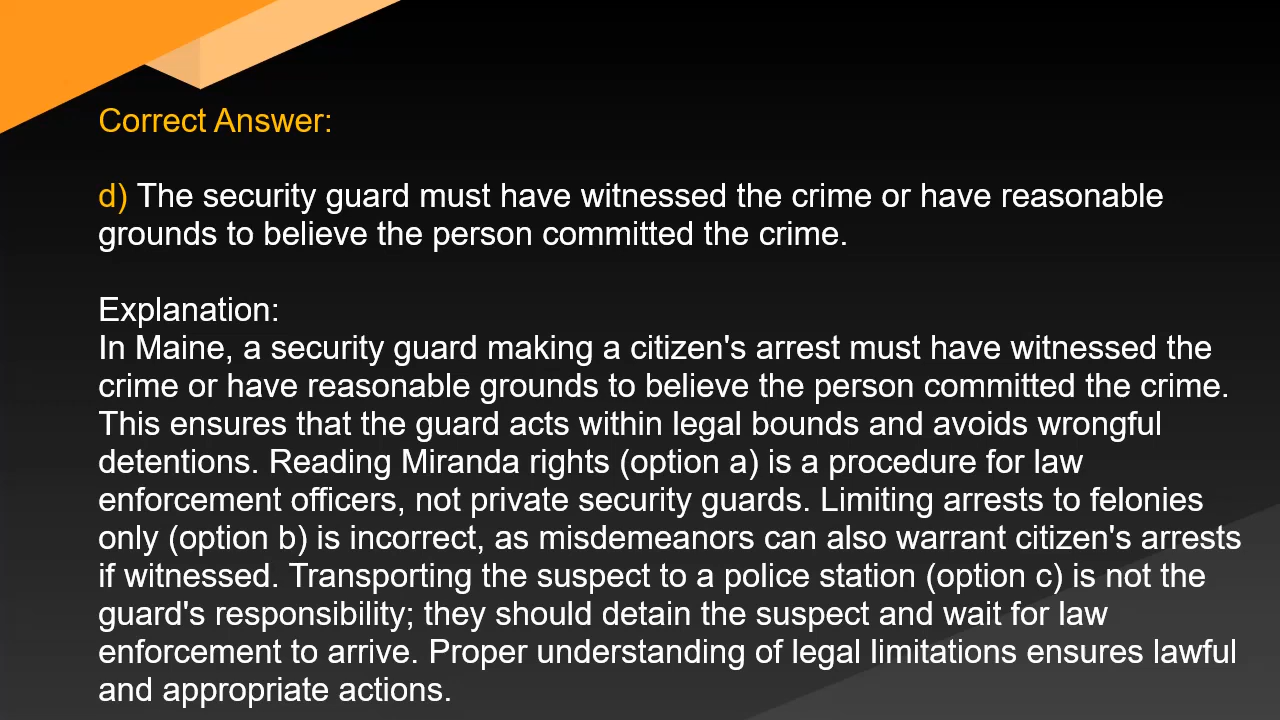 Correct Answer:
d) The security guard must have witnessed the crime or have reasonable
grounds to believe the person committed the crime.
Explanation:
In Maine, a security guard making a citizen's arrest must have witnessed the
crime or have reasonable grounds to believe the person committed the crime.
This ensures that the guard acts within legal bounds and avoids wrongful
detentions. Reading Miranda rights (option a) is a procedure for law
enforcement officers, not private security guards. Limiting arrests to felonies
only (option b) is incorrect, as misdemeanors can also warrant citizen's arrests
if witnessed. Transporting the suspect to a police station (option c) is not the
guard's responsibility; they should detain the suspect and wait for law
enforcement to arrive. Proper understanding of legal limitations ensures lawful
and appropriate actions.